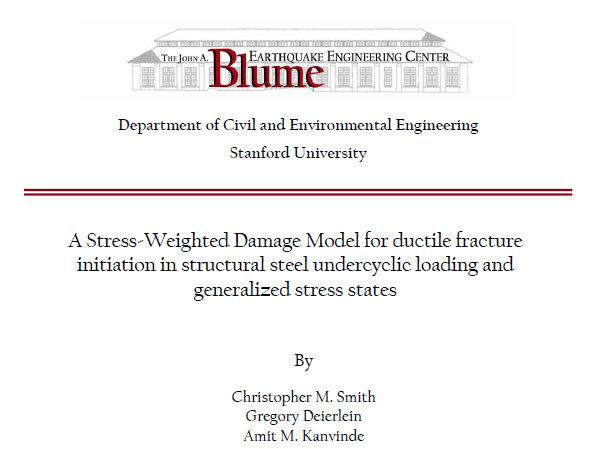 THE JOHN A. Blume EARTHQUAKE ENGINEERING CENTER
Department of Civil and Environmental Engineering
Stanford University
A Stress-Weighted Damage Model for ductile fracture
initiation in structural steel undercyclic loading and
generalized stress states
By
Christopher M. Smith
Gregory Deierlein
Amit M. Kanvinde